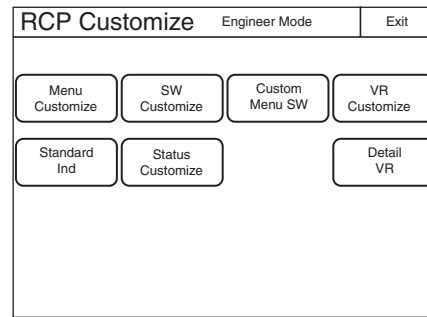 RCP Customize Engineer Mode Exit
Menu
Customize
SW
Customize
Custom
Menu SW
VR
Customize
Standard
Ind
Status
Customize
Detail
VR